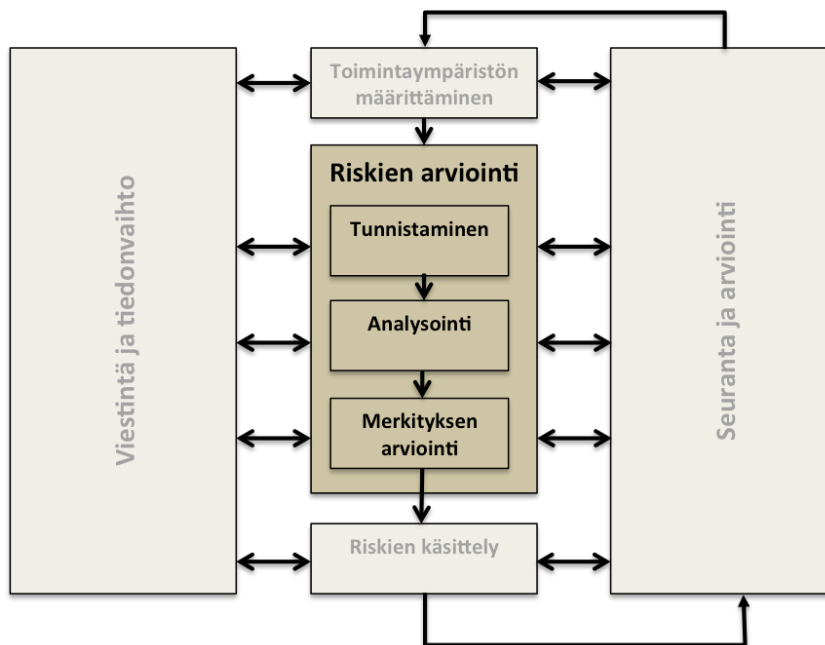 Viestintä ja tiedonvaihto
Toimintaympäristön
määrittäminen
Riskien arviointi
Tunnistaminen
Analysointi
Merkityksen
arviointi
Riskien käsittely
Seuranta ja arviointi